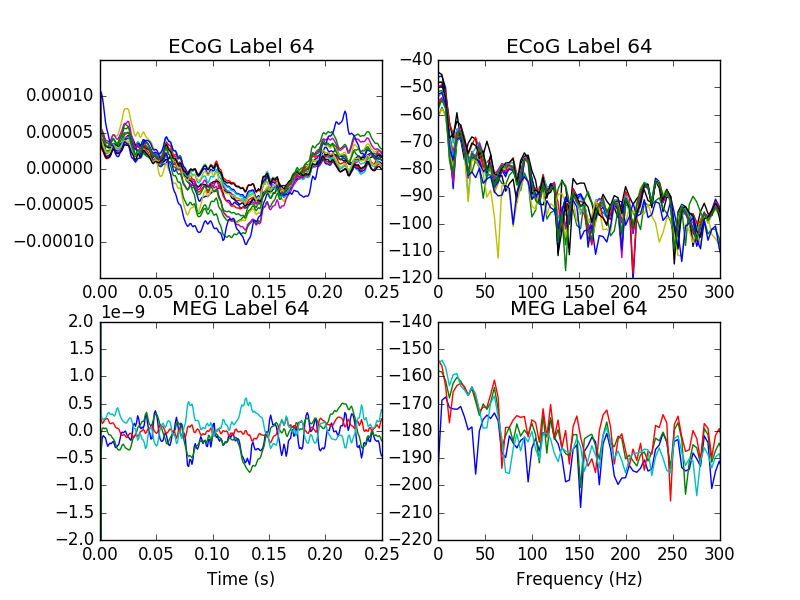 ECoG Label 64
0.00010
0.00005
0.00000
−0.00005
−0.00010
0.00 0.05 0.10 0.15 0.20 0.25
ECoG Label 64
−40
−50
−60
−70
−80
−90
−100
−110
−120
0 50 100 150 200 250 300
MEG Label 64
1e−9
2.0
1.5
1.0
0.5
0.0
−0.5
−1.0
−1.5
−2.0
0.00 0.05 0.10 0.15 0.20 0.25
Time (s)
MEG Label 64
−140
−150
−160
−170
−180
−190
−200
−210
−220
0 50 100 150 200 250 300
Frequency (Hz)